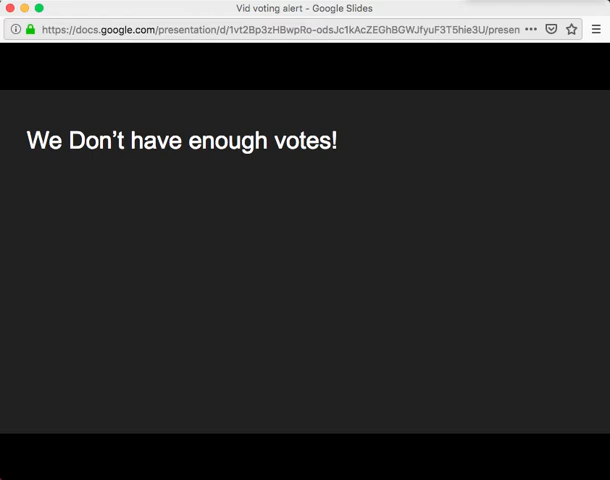 Vid voting alert - Google Slides
https://docs.google.com/presentation/d/1vt2Bp3zHBwpRo-odsJc1kAcZEGhBGWJfyuF3T5hie3U/presen
We Don’t have enough votes!